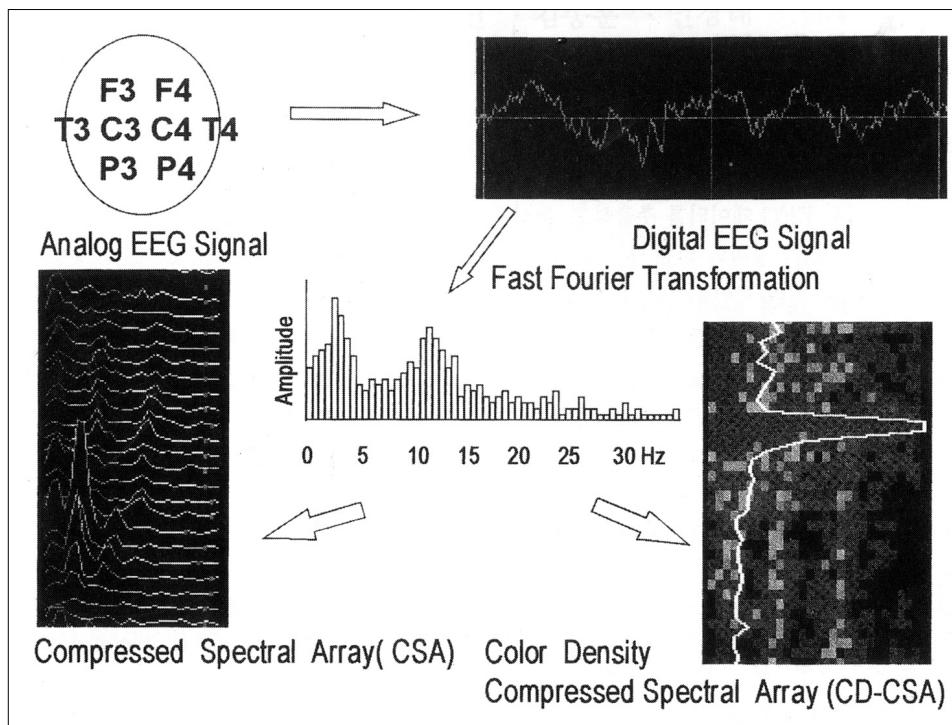 F3 F4
T3 C3 C4 T4
P3 P4
Analog EEG Signal
Digital EEG Signal
Fast Fourier Transformation
Amplitude
0 5 10 15 20 25 30 Hz
Compressed Spectral Array( CSA)
Color Density
Compressed Spectral Array (CD-CSA)